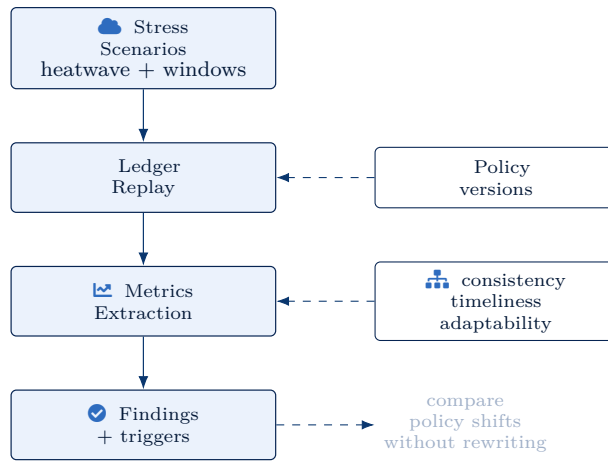 Stress
Scenarios
heatwave + windows
Ledger
Replay
Policy
versions
Metrics
Extraction
consistency
timeliness
adaptability
Findings
+ triggers
compare
policy shifts
without rewriting